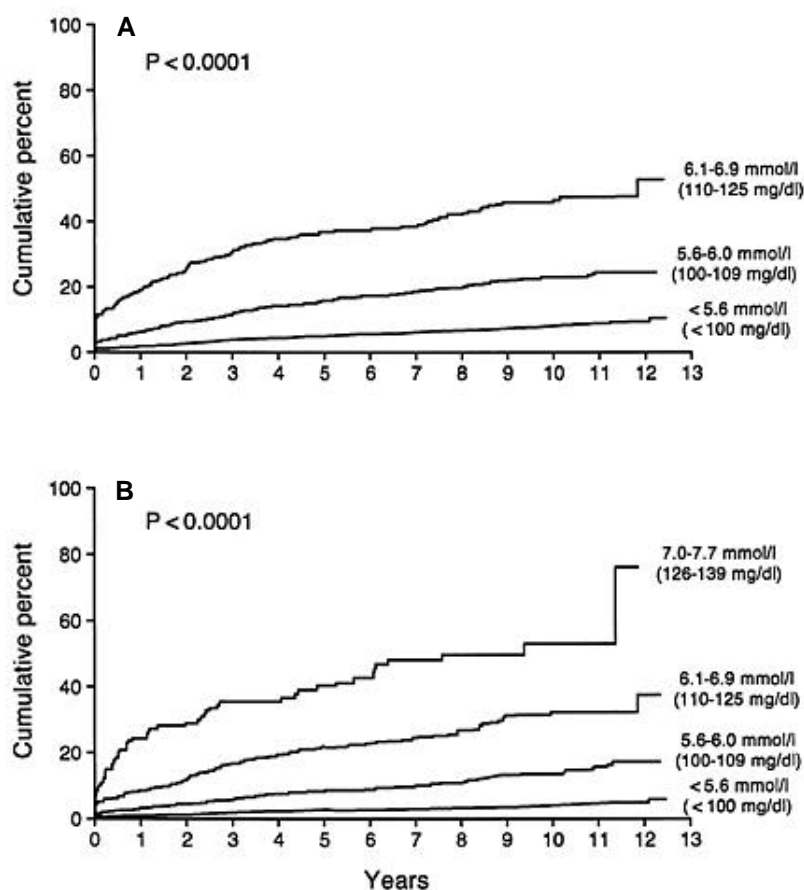 A
P < 0.0001
Cumulative percent
100
80
60
40
20
0
6.1-6.9 mmol/l
(110-125 mg/dl)
5.6-6.0 mmol/l
(100-109 mg/dl)
< 5.6 mmol/l
(< 100 mg/dl)
0 1 2 3 4 5 6 7 8 9 10 11 12 13
B
P < 0.0001
Cumulative percent
100
80
60
40
20
0
7.0-7.7 mmol/l
(126-139 mg/dl)
6.1-6.9 mmol/l
(110-125 mg/dl)
5.6-6.0 mmol/l
(100-109 mg/dl)
< 5.6 mmol/l
(< 100 mg/dl)
0 1 2 3 4 5 6 7 8 9 10 11 12 13
Years